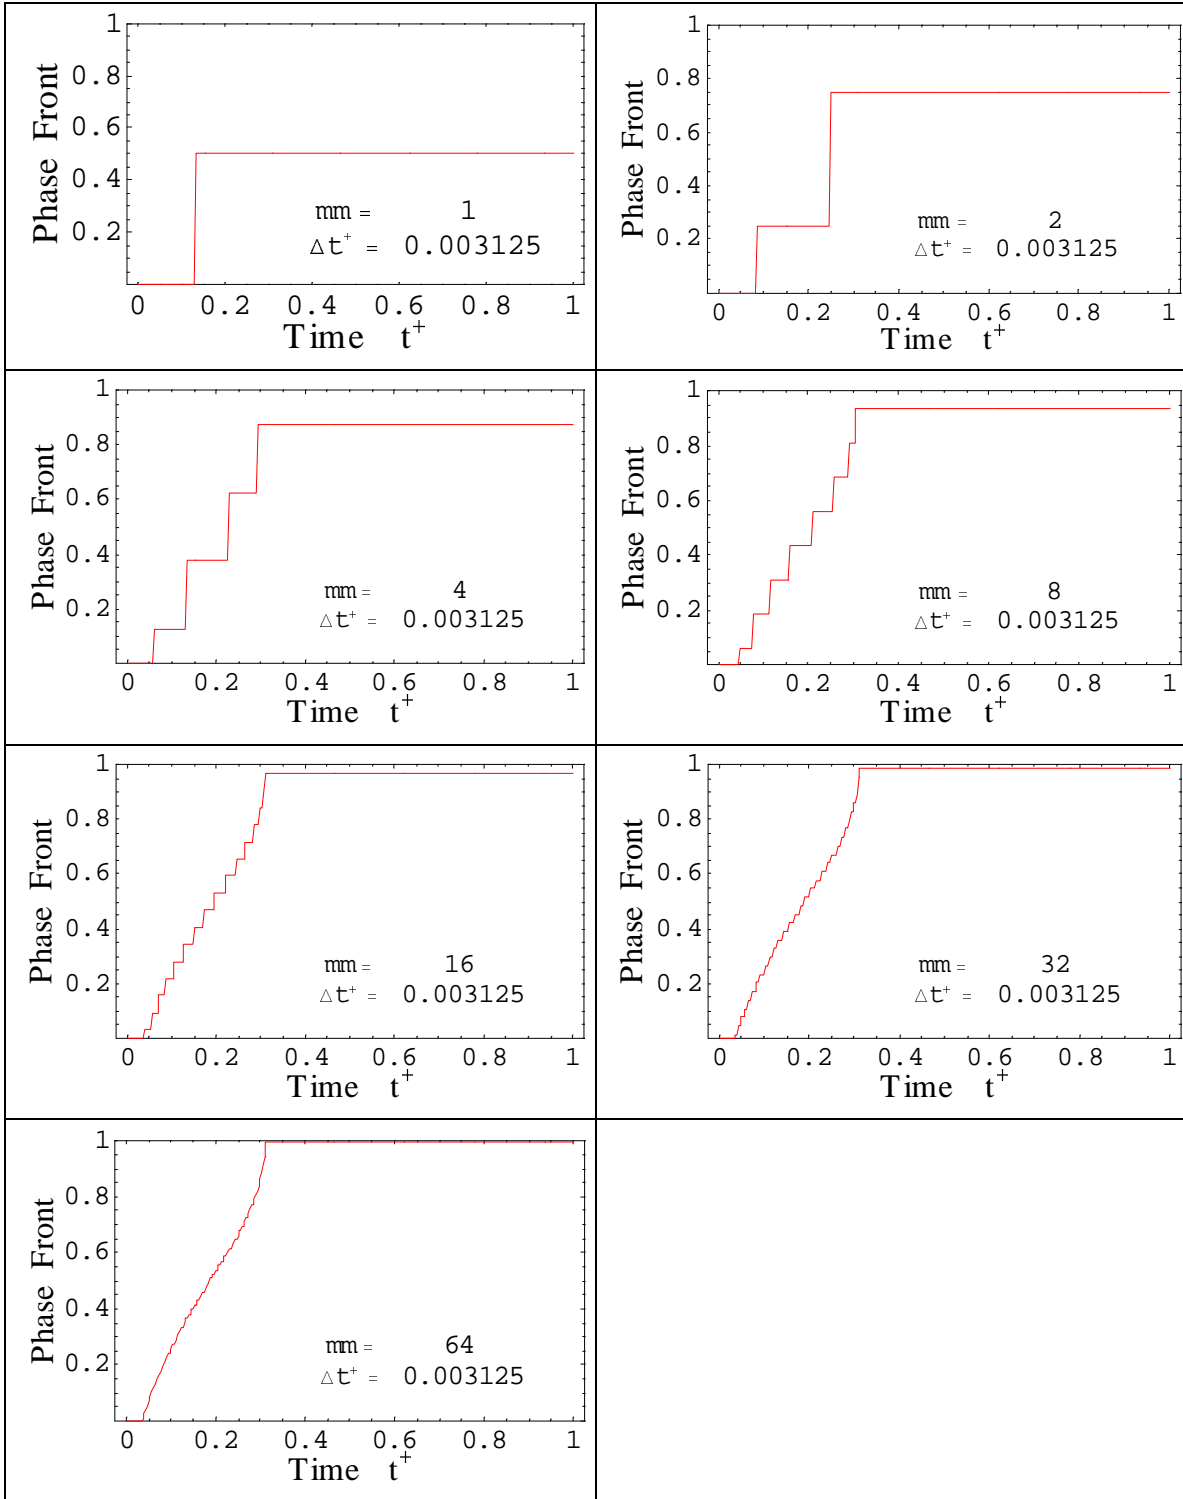 1
0.8
0.6
0.4
0.2
Phase Front
mm = 1
Δt⁺ = 0.003125
0 0.2 0.4 0.6 0.8 1
Time t⁺
1
0.8
0.6
0.4
0.2
Phase Front
mm = 2
Δt⁺ = 0.003125
0 0.2 0.4 0.6 0.8 1
Time t⁺
1
0.8
0.6
0.4
0.2
Phase Front
mm = 4
Δt⁺ = 0.003125
0 0.2 0.4 0.6 0.8 1
Time t⁺
1
0.8
0.6
0.4
0.2
Phase Front
mm = 8
Δt⁺ = 0.003125
0 0.2 0.4 0.6 0.8 1
Time t⁺
1
0.8
0.6
0.4
0.2
Phase Front
mm = 16
Δt⁺ = 0.003125
0 0.2 0.4 0.6 0.8 1
Time t⁺
1
0.8
0.6
0.4
0.2
Phase Front
mm = 32
Δt⁺ = 0.003125
0 0.2 0.4 0.6 0.8 1
Time t⁺
1
0.8
0.6
0.4
0.2
Phase Front
mm = 64
Δt⁺ = 0.003125
0 0.2 0.4 0.6 0.8 1
Time t⁺